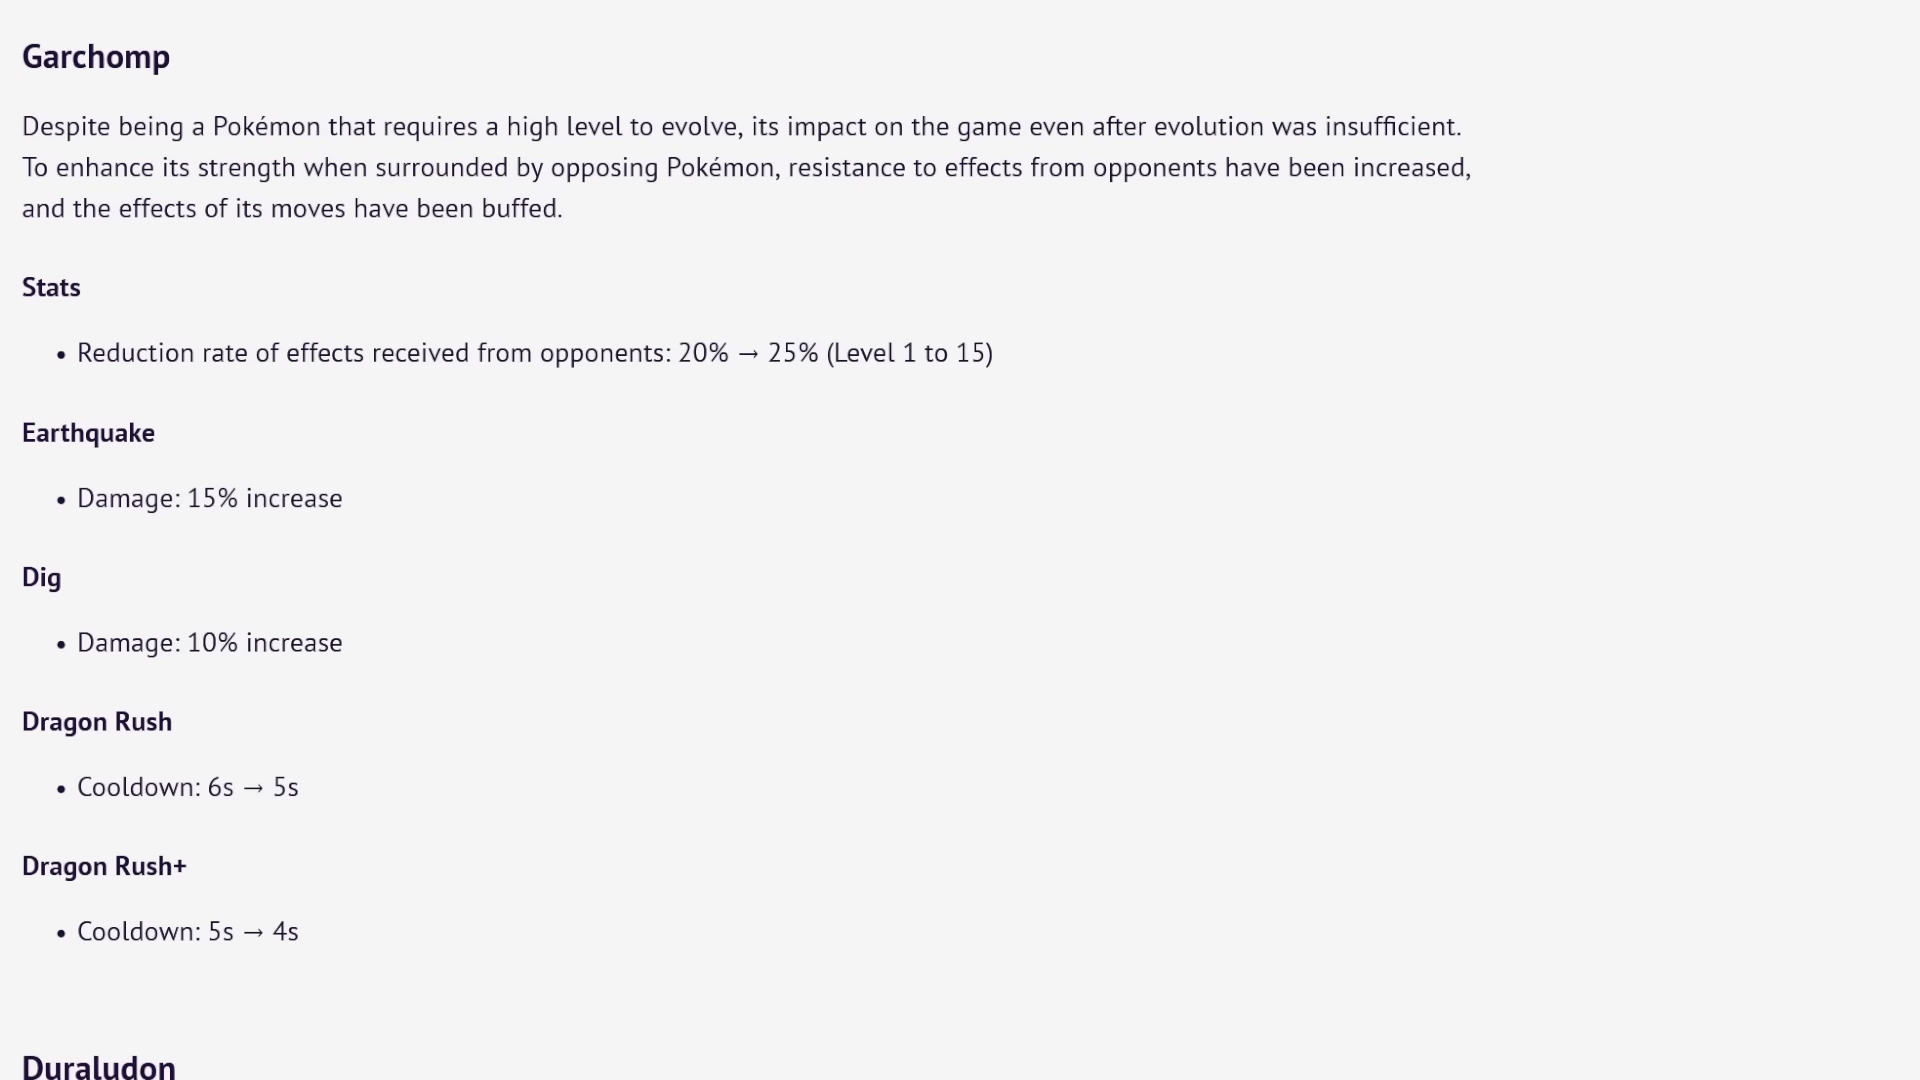 Garchomp
Despite being a Pokémon that requires a high level to evolve, its impact on the game even after evolution was insufficient.
To enhance its strength when surrounded by opposing Pokémon, resistance to effects from opponents have been increased,
and the effects of its moves have been buffed.
Stats
• Reduction rate of effects received from opponents: 20% → 25% (Level 1 to 15)
Earthquake
• Damage: 15% increase
Dig
• Damage: 10% increase
Dragon Rush
• Cooldown: 6s → 5s
Dragon Rush+
• Cooldown: 5s → 4s
Duraludon